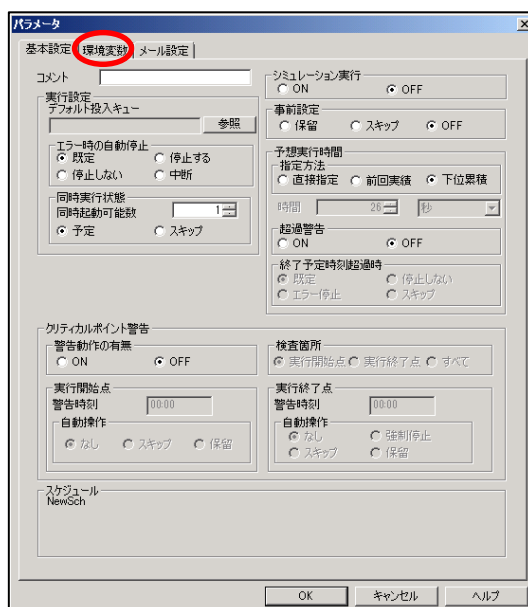 パラメータ
基本設定 環境変数 メール設定
コメント
実行設定
デフォルト投入キュー
参照
エラー時の自動停止
既定 停止する
停止しない 中断
同時実行状態
同時起動可能数 1
予定 スキップ
シミュレーション実行
ON OFF
事前設定
保留 スキップ OFF
予想実行時間
指定方法
直接指定 前回実績 下位累積
時間 26 秒
超過警告
ON OFF
終了予定時刻超過時
既定 停止しない
エラー停止 スキップ
クリティカルポイント警告
警告動作の有無
ON OFF
検査箇所
実行開始点 実行終了点 すべて
実行開始点
警告時刻 00:00
自動操作
なし スキップ 保留
実行終了点
警告時刻 00:00
自動操作
なし 強制停止
スキップ 保留
スケジュール
NewSch
OK キャンセル ヘルプ